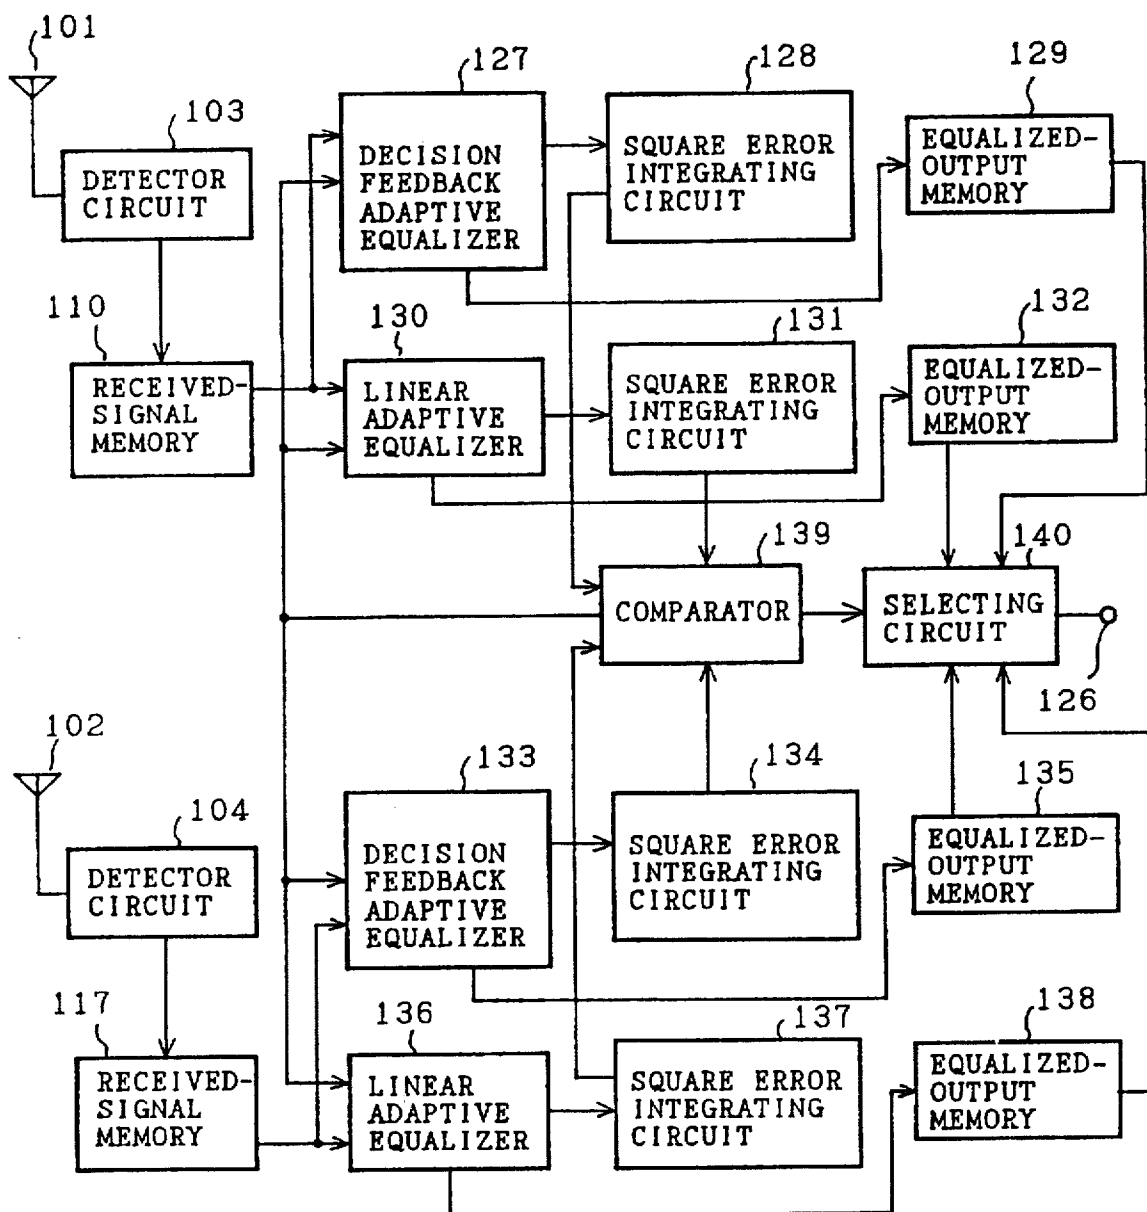 101
103
DETECTOR
CIRCUIT
127
DECISION
FEEDBACK
ADAPTIVE
EQUALIZER
128
SQUARE ERROR
INTEGRATING
CIRCUIT
129
EQUALIZED-
OUTPUT
MEMORY
110
RECEIVED-
SIGNAL
MEMORY
130
LINEAR
ADAPTIVE
EQUALIZER
131
SQUARE ERROR
INTEGRATING
CIRCUIT
132
EQUALIZED-
OUTPUT
MEMORY
139
COMPARATOR
140
SELECTING
CIRCUIT
126
102
104
DETECTOR
CIRCUIT
133
DECISION
FEEDBACK
ADAPTIVE
EQUALIZER
134
SQUARE ERROR
INTEGRATING
CIRCUIT
135
EQUALIZED-
OUTPUT
MEMORY
117
RECEIVED-
SIGNAL
MEMORY
136
LINEAR
ADAPTIVE
EQUALIZER
137
SQUARE ERROR
INTEGRATING
CIRCUIT
138
EQUALIZED-
OUTPUT
MEMORY